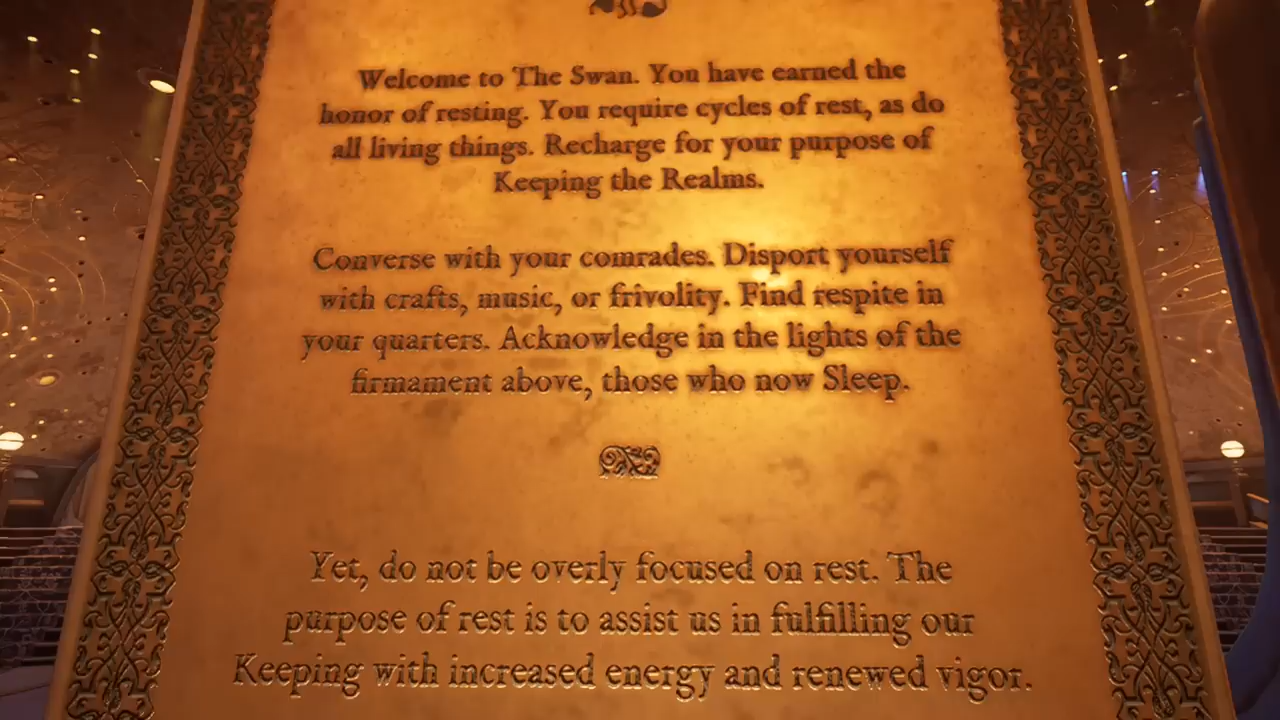 Welcome to The Swan. You have earned the
honor of resting. You require cycles of rest, as do
all living things. Recharge for your purpose of
Keeping the Realms.
Converse with your comrades. Disport yourself
with crafts, music, or frivolity. Find respite in
your quarters. Acknowledge in the lights of the
firmament above, those who now Sleep.
Yet, do not be overly focused on rest. The
purpose of rest is to assist us in fulfilling our
Keeping with increased energy and renewed vigor.